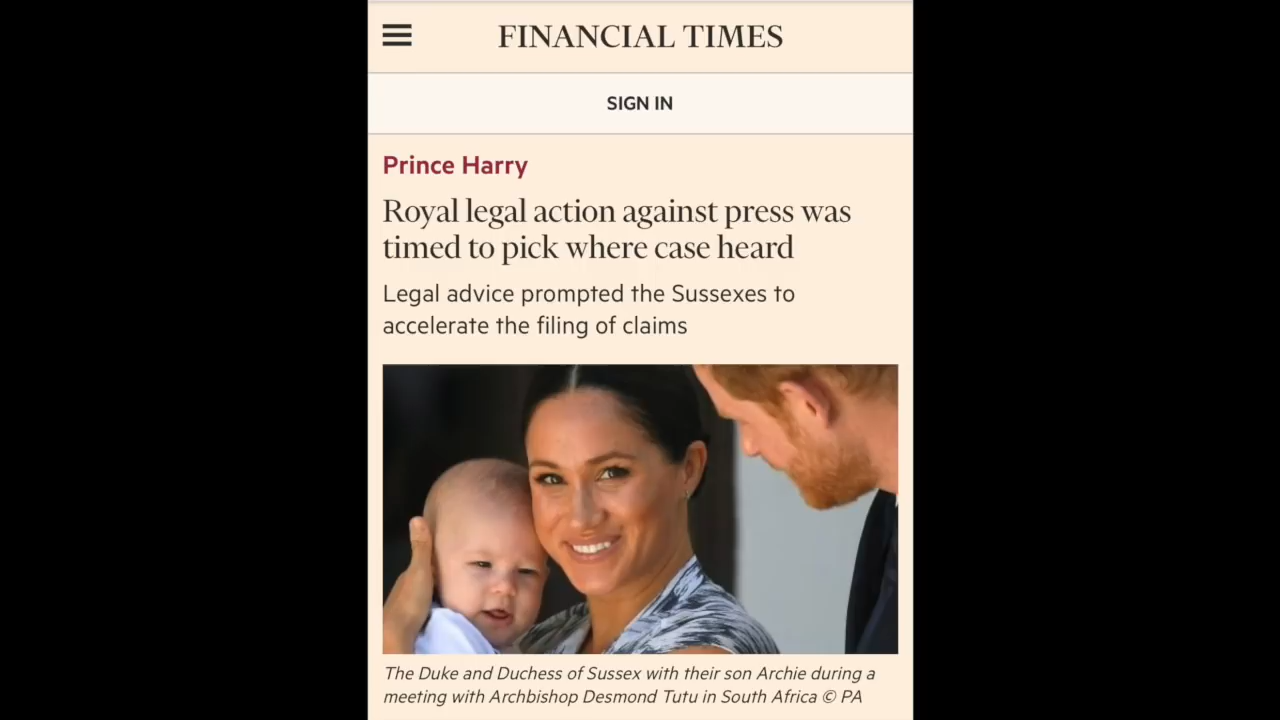 FINANCIAL TIMES
SIGN IN
Prince Harry
Royal legal action against press was
timed to pick where case heard
Legal advice prompted the Sussexes to
accelerate the filing of claims
The Duke and Duchess of Sussex with their son Archie during a
meeting with Archbishop Desmond Tutu in South Africa © PA